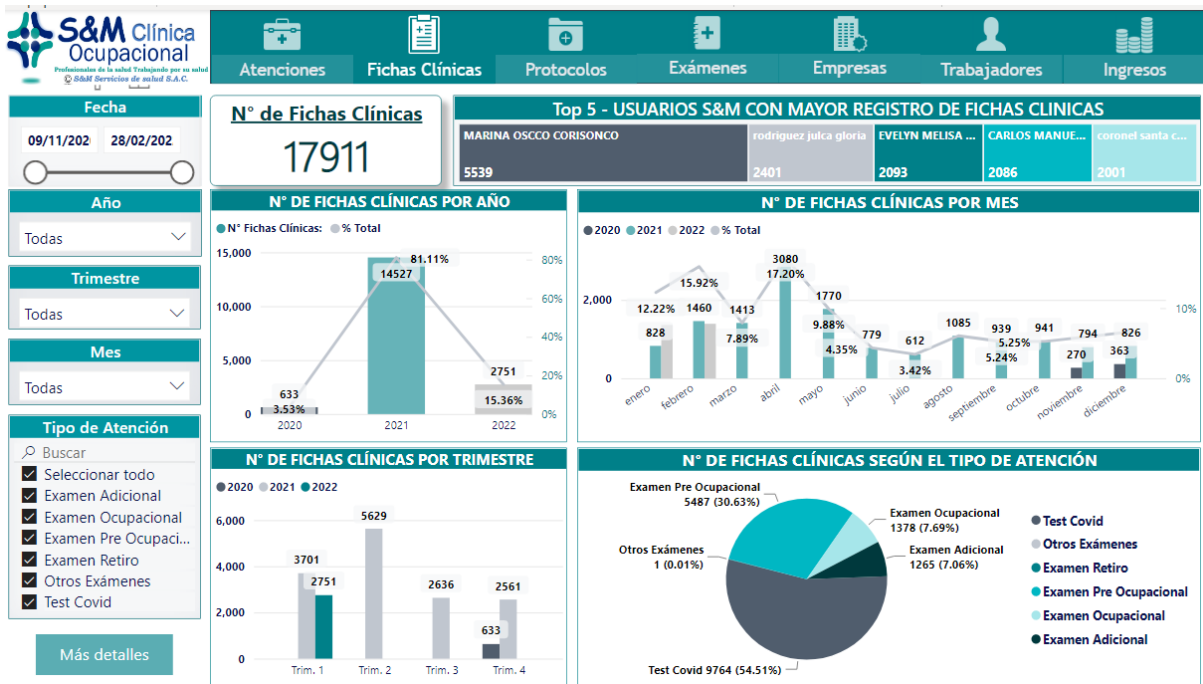 S&M Clínica
Ocupacional
Profesionales de la salud Trabajando por su salud
© S&M Servicios de salud S.A.C.
Atenciones
Fichas Clínicas
Protocolos
Exámenes
Empresas
Trabajadores
Ingresos
Fecha
09/11/202 28/02/202
Año
Todas
Trimestre
Todas
Mes
Todas
Tipo de Atención
Buscar
Seleccionar todo
Examen Adicional
Examen Ocupacional
Examen Pre Ocupaci...
Examen Retiro
Otros Exámenes
Test Covid
Más detalles
N° de Fichas Clínicas
17911
Top 5 - USUARIOS S&M CON MAYOR REGISTRO DE FICHAS CLINICAS
MARINA OSCCO CORISONCO
5539
rodriguez julca gloria
2401
EVELYN MELISA ...
2093
CARLOS MANUE...
2086
coronel santa c...
2001
N° DE FICHAS CLÍNICAS POR AÑO
N° Fichas Clínicas: % Total
15,000
10,000
5,000
0
80%
60%
40%
20%
0%
633
3.53%
81.11%
14527
2751
15.36%
2020 2021 2022
N° DE FICHAS CLÍNICAS POR MES
2020 2021 2022 % Total
2,000
0
10%
0%
12.22%
828
15.92%
1460
1413
7.89%
3080
17.20%
1770
9.88%
4.35%
779
612
3.42%
1085
939
5.24%
5.25%
941
794
270
826
363
enero febrero marzo abril mayo junio julio agosto septiembre octubre noviembre diciembre
N° DE FICHAS CLÍNICAS POR TRIMESTRE
2020 2021 2022
6,000
4,000
2,000
0
3701
2751
5629
2636
2561
633
Trim. 1 Trim. 2 Trim. 3 Trim. 4
N° DE FICHAS CLÍNICAS SEGÚN EL TIPO DE ATENCIÓN
Examen Pre Ocupacional
5487 (30.63%)
Otros Exámenes
1 (0.01%)
Examen Ocupacional
1378 (7.69%)
Examen Adicional
1265 (7.06%)
Test Covid 9764 (54.51%)
Test Covid
Otros Exámenes
Examen Retiro
Examen Pre Ocupacional
Examen Ocupacional
Examen Adicional